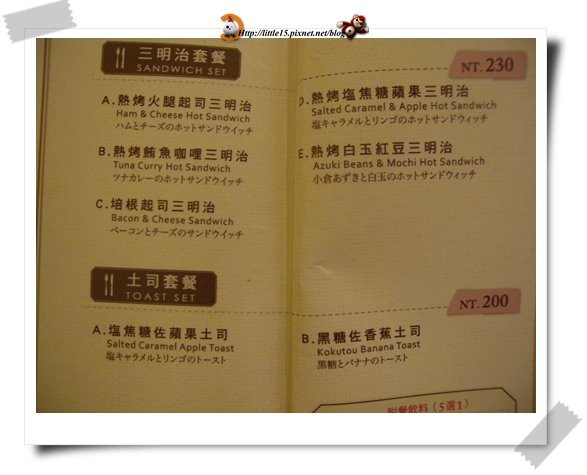 Http://little15.pixnet.net/blog
三明治套餐
SANDWICH SET
NT. 230
A.熱烤火腿起司三明治
Ham & Cheese Hot Sandwich
ハムとチーズのホットサンドウイッチ
B.熱烤鮪魚咖哩三明治
Tuna Curry Hot Sandwich
ツナカレーのホットサンドウイッチ
C.培根起司三明治
Bacon & Cheese Sandwich
ベーコンとチーズのサンドウイッチ
D.熱烤塩焦糖蘋果三明治
Salted Caramel & Apple Hot Sandwich
塩キャラメルとリンゴのホットサンドウィッチ
E.熱烤白玉紅豆三明治
Azuki Beans & Mochi Hot Sandwich
小倉あずきと白玉のホットサンドウィッチ
土司套餐
TOAST SET
NT. 200
A.塩焦糖佐蘋果土司
Salted Caramel Apple Toast
塩キャラメルとリンゴのトースト
B.黑糖佐香蕉土司
Kokutou Banana Toast
黒糖とバナナのトースト
附餐飲料(5選1)